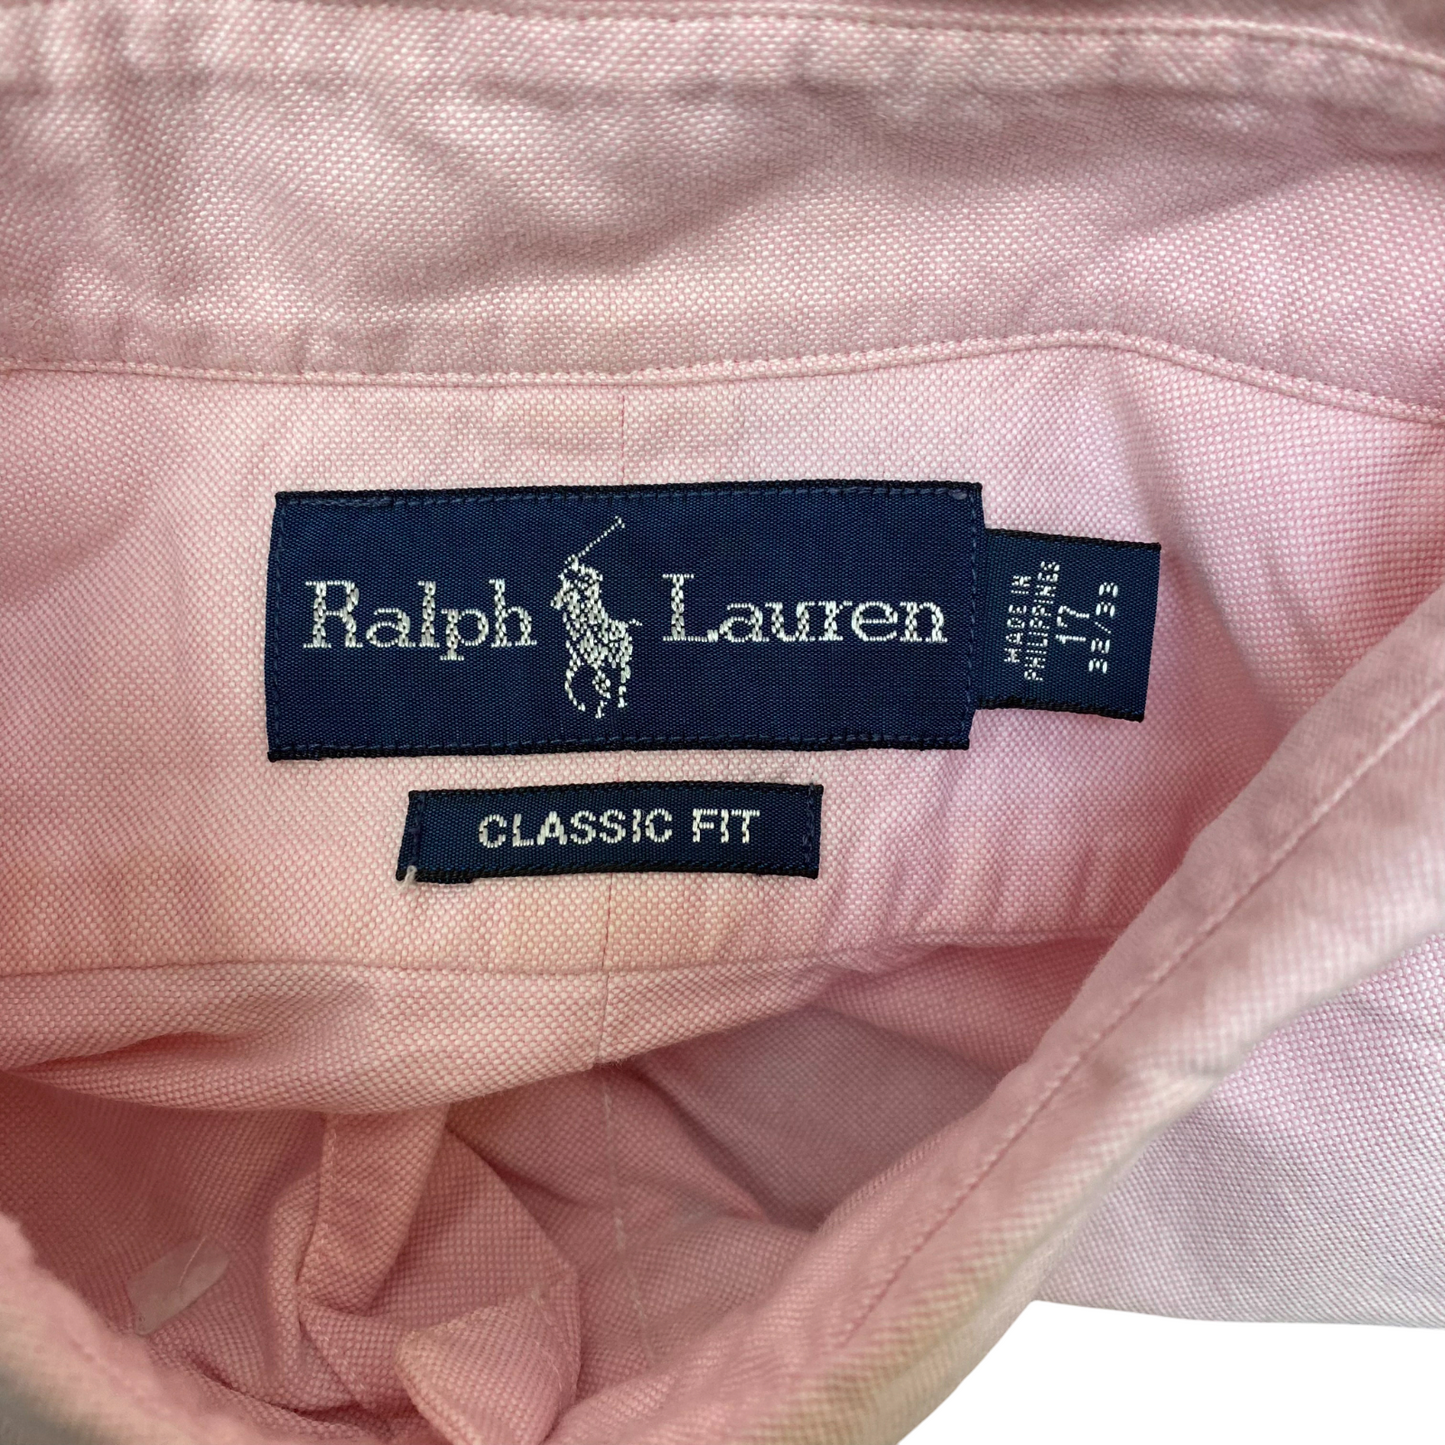 Ralph Lauren
CLASSIC FIT
MADE IN
PHILIPPINES
17
32/33